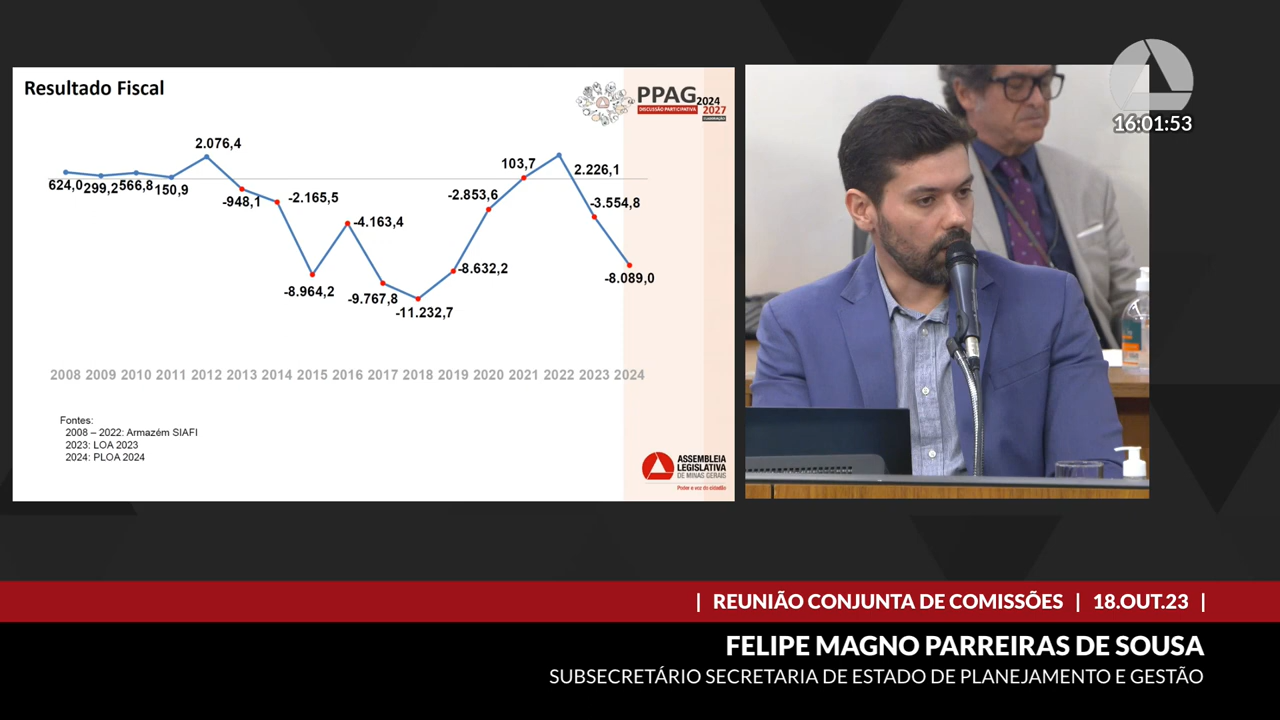 Resultado Fiscal
PPAG 2024
2027
DISCUSSÃO PARTICIPATIVA
2.076,4
624,0 299,2 566,8 150,9
-948,1
-2.165,5
-8.964,2
-4.163,4
-9.767,8
-11.232,7
-8.632,2
-2.853,6
103,7
2.226,1
-3.554,8
-8.089,0
2008 2009 2010 2011 2012 2013 2014 2015 2016 2017 2018 2019 2020 2021 2022 2023 2024
Fontes:
2008 – 2022: Armazém SIAFI
2023: LOA 2023
2024: PLOA 2024
ASSEMBLEIA
LEGISLATIVA
DE MINAS GERAIS
Poder e voz do cidadão
16:01:53
| REUNIÃO CONJUNTA DE COMISSÕES | 18.OUT.23 |
FELIPE MAGNO PARREIRAS DE SOUSA
SUBSECRETÁRIO SECRETARIA DE ESTADO DE PLANEJAMENTO E GESTÃO